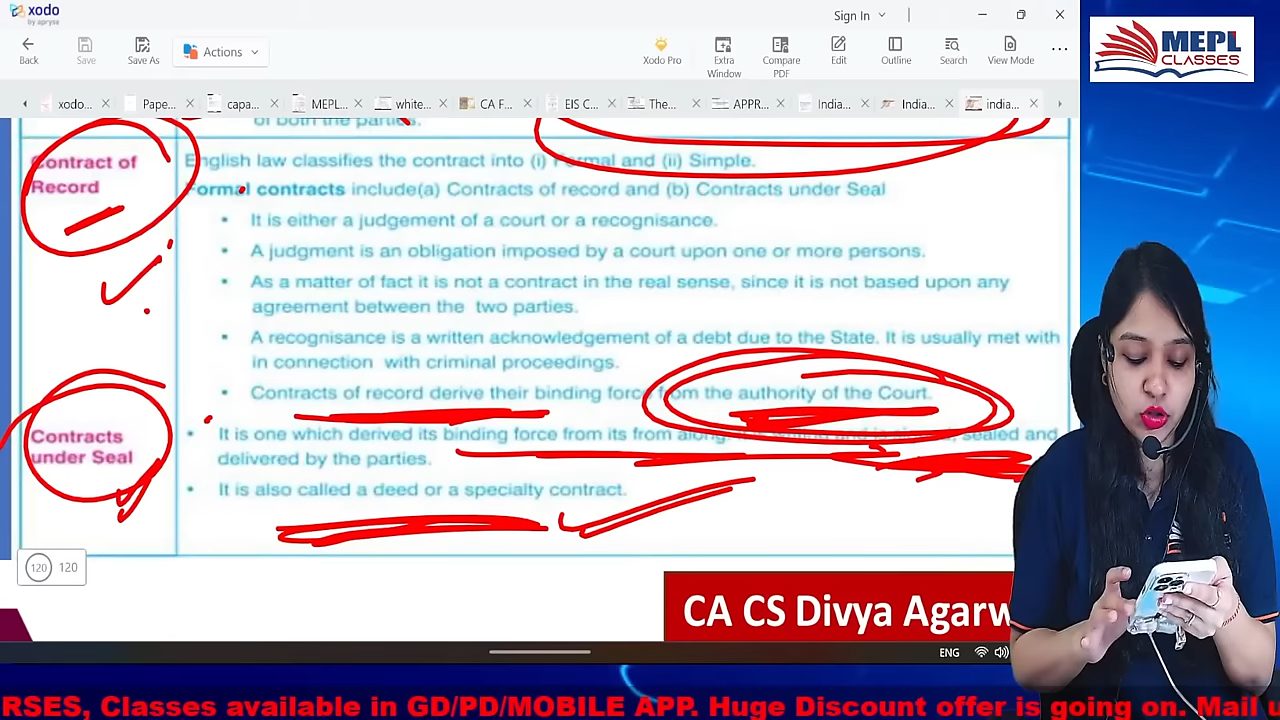 xodo
by apryse
Sign In
Back
Save
Save As
Actions
Xodo Pro
Extra Window
Compare PDF
Edit
Outline
Search
View Mode
xodo...
Pape...
capa...
MEPL...
white...
CA F...
EIS C...
The...
APPR...
India...
India...
india...
MEPL
CLASSES
of both the parties.
Contract of
Record
English law classifies the contract into (i) Formal and (ii) Simple.
Formal contracts include(a) Contracts of record and (b) Contracts under Seal
• It is either a judgement of a court or a recognisance.
• A judgment is an obligation imposed by a court upon one or more persons.
• As a matter of fact it is not a contract in the real sense, since it is not based upon any
agreement between the two parties.
• A recognisance is a written acknowledgement of a debt due to the State. It is usually met with
in connection with criminal proceedings.
• Contracts of record derive their binding force from the authority of the Court.
Contracts
under Seal
• It is one which derived its binding force from its from sealed and
delivered by the parties.
• It is also called a deed or a specialty contract.
120 120
CA CS Divya Agarw
ENG
RSES, Classes available in GD/PD/MOBILE APP. Huge Discount offer is going on. Mail u